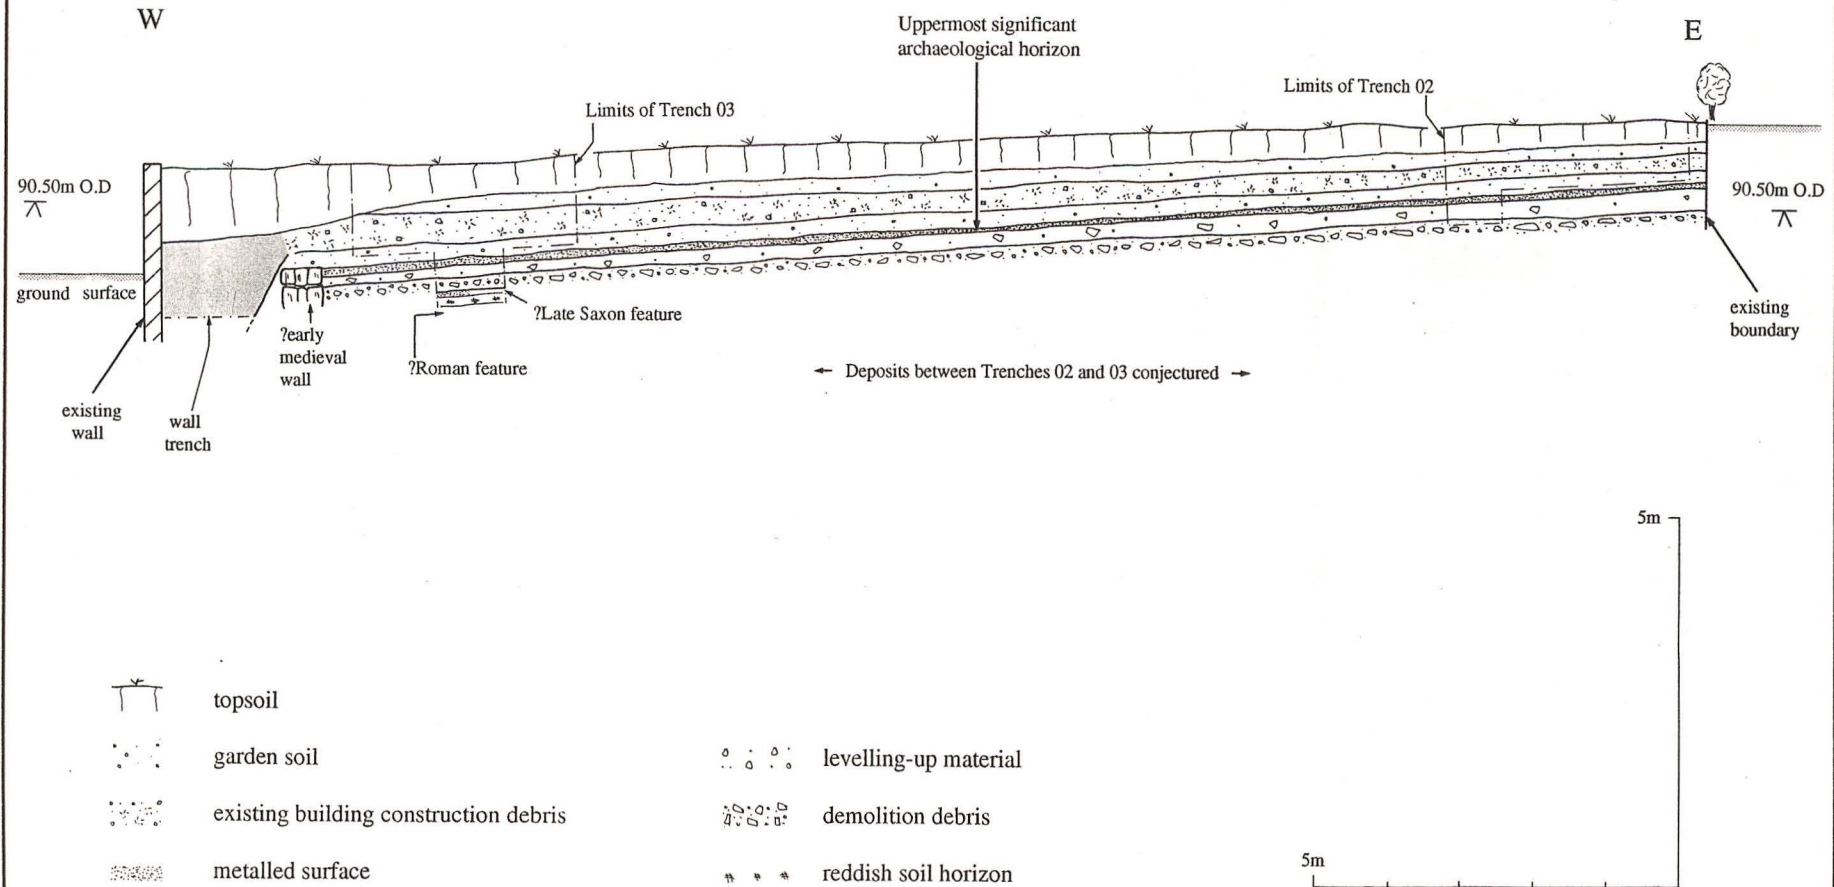 W
E
Uppermost significant
archaeological horizon
Limits of Trench 03
Limits of Trench 02
90.50m O.D
90.50m O.D
ground surface
?early
medieval
wall
?Late Saxon feature
?Roman feature
existing
wall
wall
trench
← Deposits between Trenches 02 and 03 conjectured →
existing
boundary
5m
topsoil
garden soil
levelling-up material
existing building construction debris
demolition debris
metalled surface
reddish soil horizon
5m